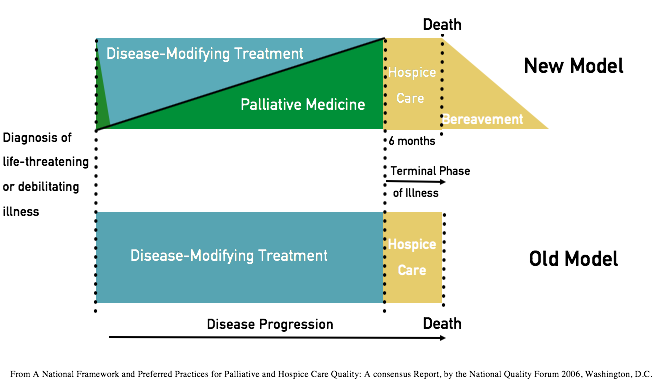 Death
Disease-Modifying Treatment
New Model
Hospice
Care
Palliative Medicine
Bereavement
Diagnosis of
life-threatening
or debilitating
illness
6 months
Terminal Phase
of Illness
Disease-Modifying Treatment
Hospice
Care
Old Model
Disease Progression
Death
From A National Framework and Preferred Practices for Palliative and Hospice Care Quality: A consensus Report, by the National Quality Forum 2006, Washington, D.C.